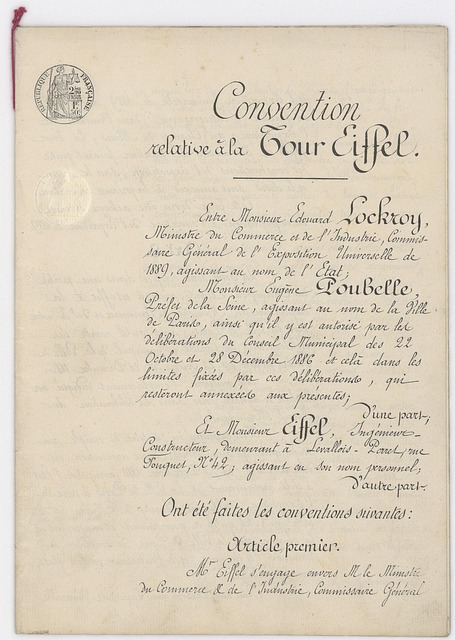 RÉPUBLIQUE FRANÇAISE
Convention
relative à la Tour Eiffel.
Entre Monsieur Edouard Lockroy,
Ministre du Commerce et de l'Industrie, Commis-
saire Général de l'Exposition Universelle de
1889, agissant au nom de l'Etat;
Monsieur Eugène Poubelle,
Préfet de la Seine, agissant au nom de la Ville
de Paris, ainsi qu'il y est autorisé par les
délibérations du Conseil Municipal des 22
Octobre et 28 Décembre 1886 et celà dans les
limites fixées par ces délibérations, qui
resteront annexées aux présentes;
D'une part;
Et Monsieur Eiffel, Ingénieur-
Constructeur, demeurant à Levallois-Perret, rue
Fouquet, N° 42; agissant en son nom personnel;
D'autre part.
Ont été faites les conventions suivantes:
Article premier.
Mr Eiffel s'engage envers M le Ministre
du Commerce & de l'Industrie, Commissaire Général